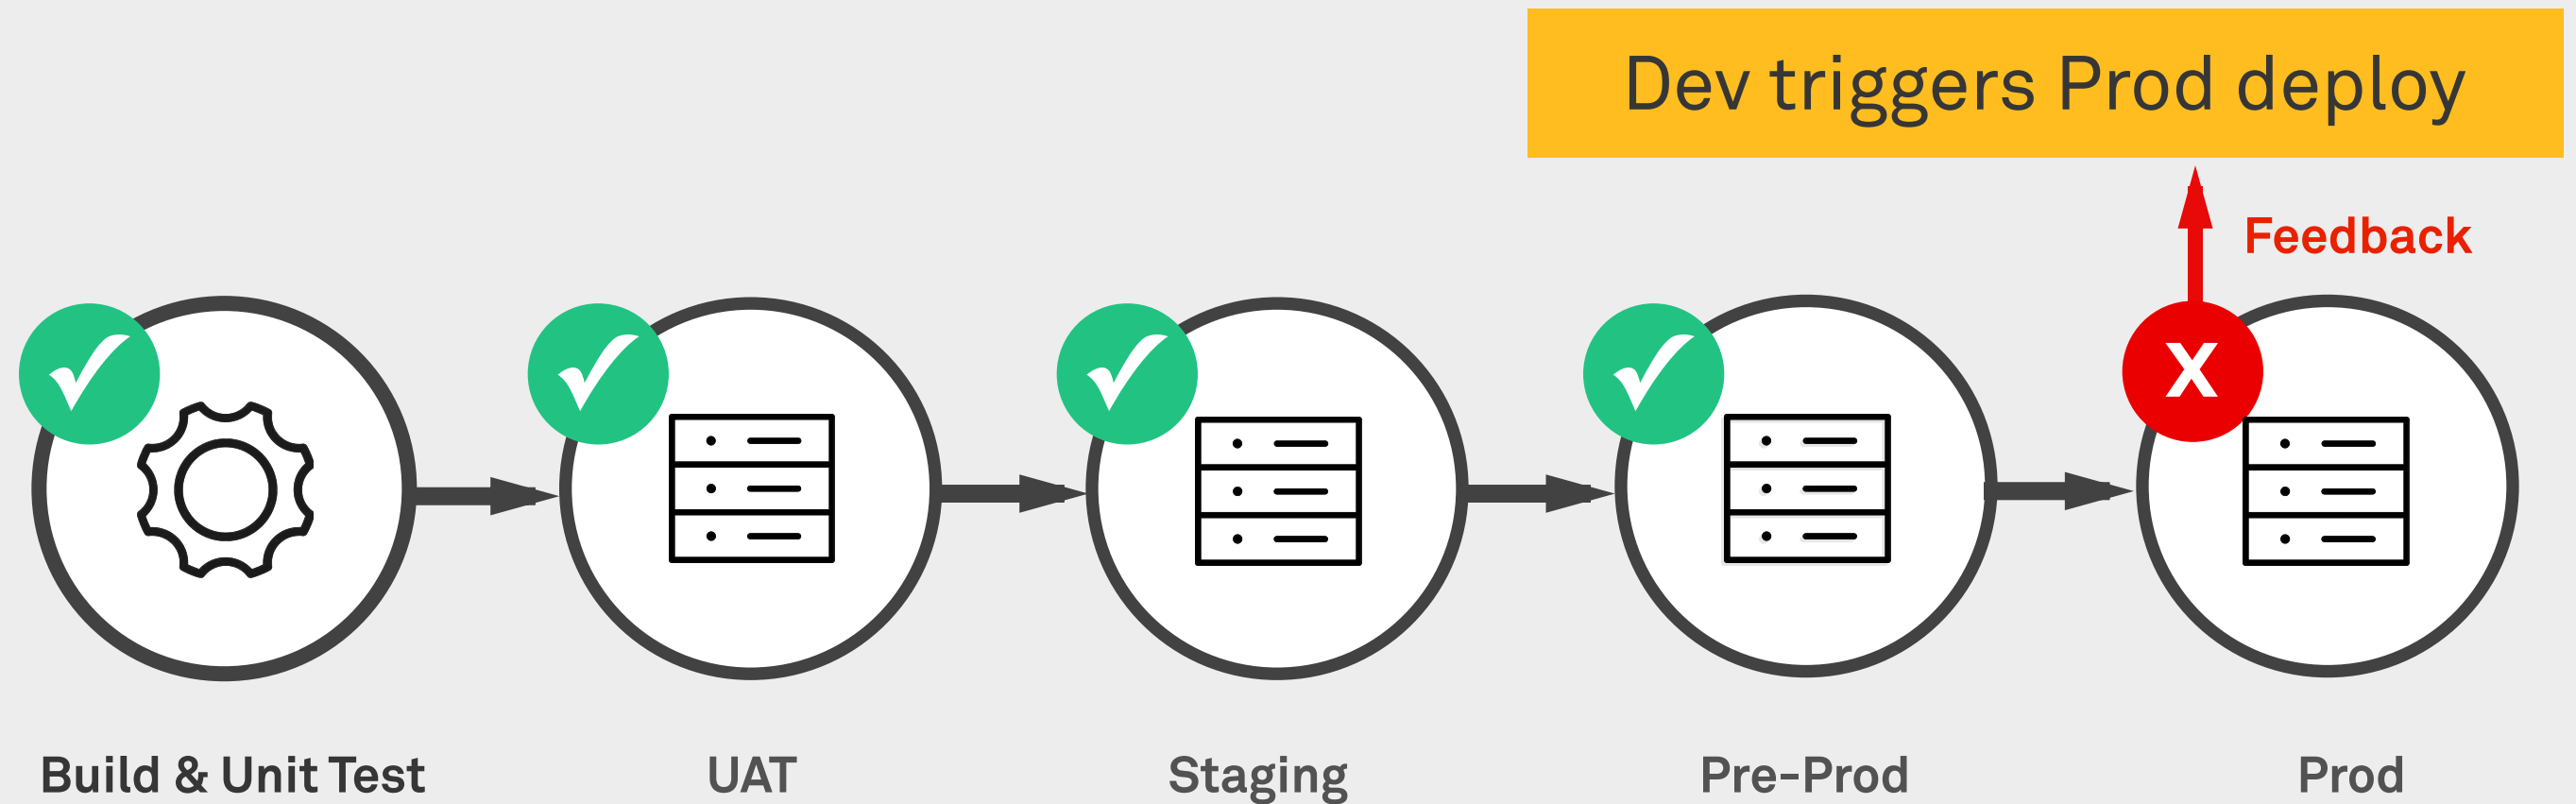 Dev triggers Prod deploy
Feedback
X
Build & Unit Test
UAT
Staging
Pre-Prod
Prod